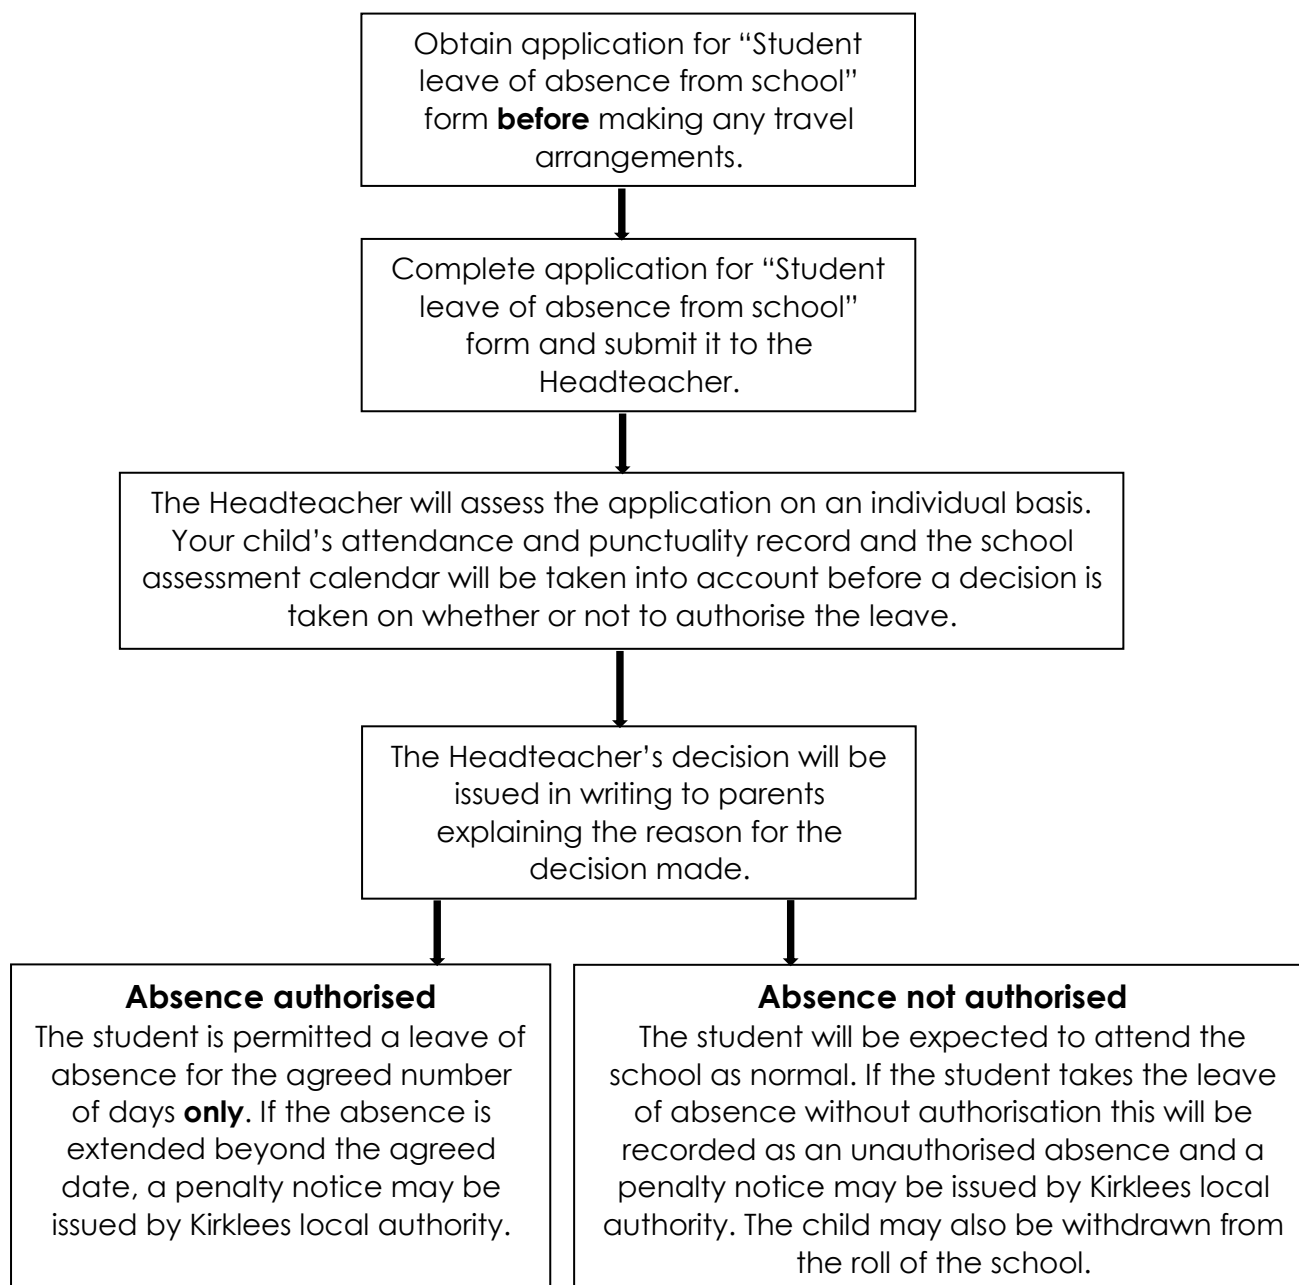 Obtain application for “Student
leave of absence from school”
form before making any travel
arrangements.
Complete application for “Student
leave of absence from school”
form and submit it to the
Headteacher.
The Headteacher will assess the application on an individual basis.
Your child’s attendance and punctuality record and the school
assessment calendar will be taken into account before a decision is
taken on whether or not to authorise the leave.
The Headteacher’s decision will be
issued in writing to parents
explaining the reason for the
decision made.
Absence authorised
The student is permitted a leave of
absence for the agreed number
of days only. If the absence is
extended beyond the agreed
date, a penalty notice may be
issued by Kirklees local authority.
Absence not authorised
The student will be expected to attend the
school as normal. If the student takes the leave
of absence without authorisation this will be
recorded as an unauthorised absence and a
penalty notice may be issued by Kirklees local
authority. The child may also be withdrawn from
the roll of the school.